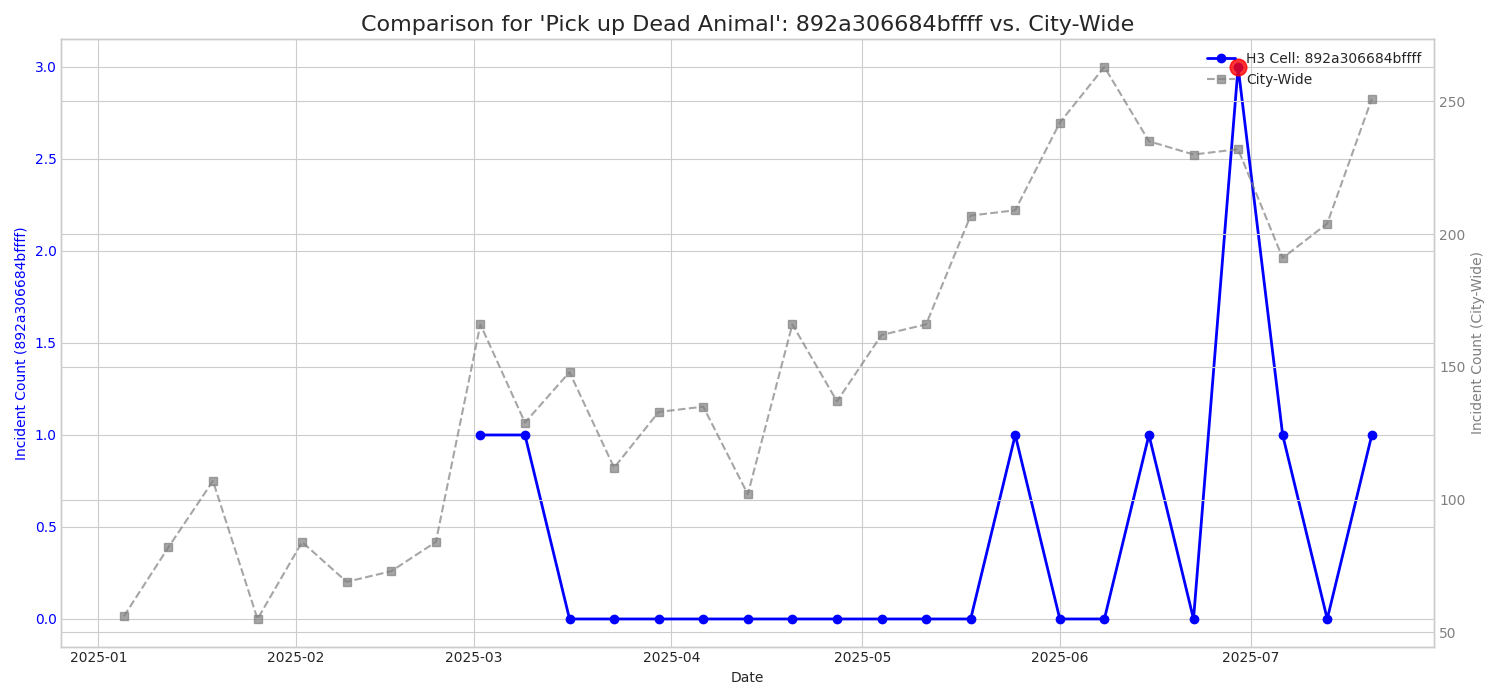 Comparison for 'Pick up Dead Animal': 892a306684bffff vs. City-Wide
H3 Cell: 892a306684bffff
City-Wide
Incident Count (892a306684bffff)
3.0
2.5
2.0
1.5
1.0
0.5
0.0
250
200
150
100
50
Incident Count (City-Wide)
2025-01 2025-02 2025-03 2025-04 2025-05 2025-06 2025-07
Date